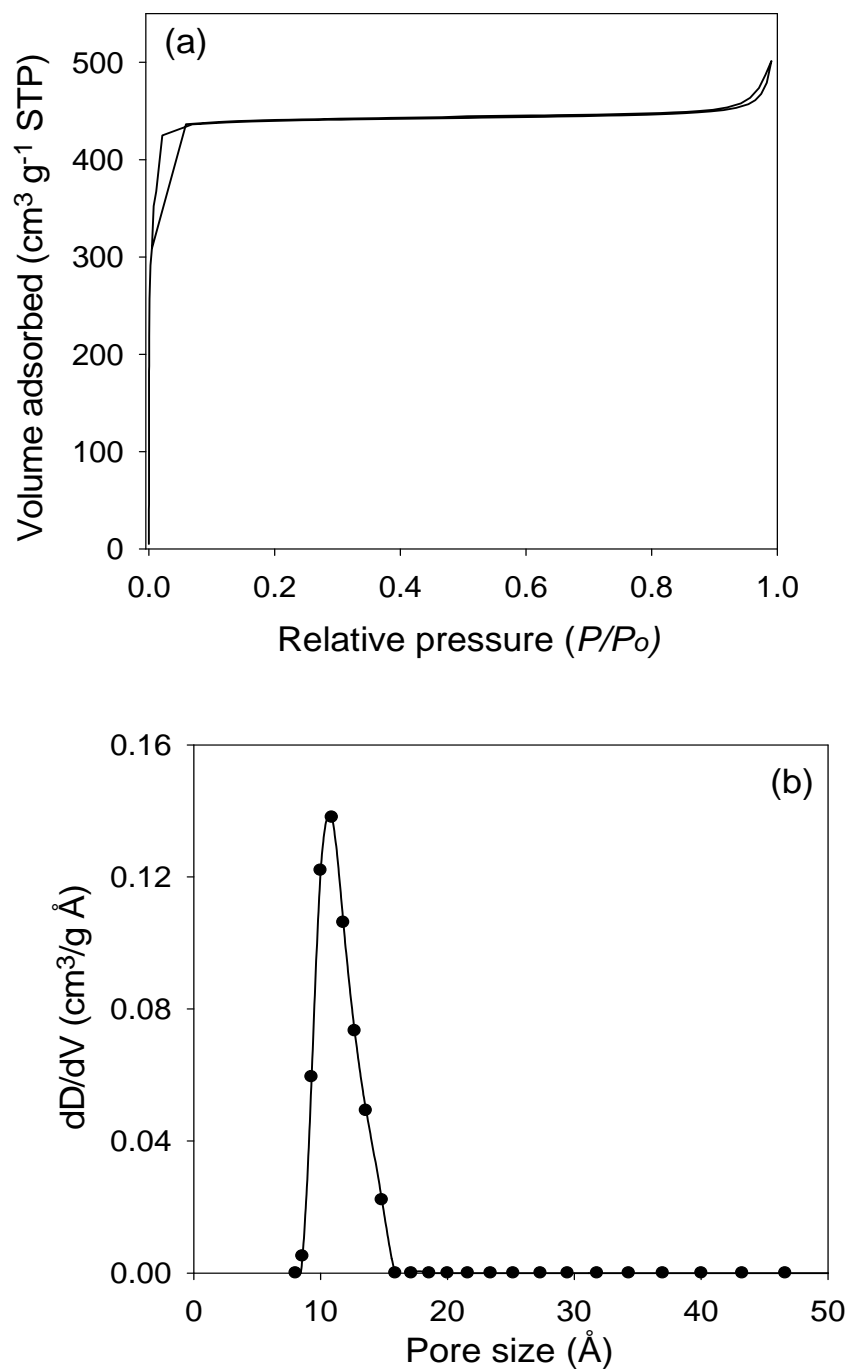 (a)
500
400
300
200
100
0
Volume adsorbed (cm³ g⁻¹ STP)
0.0 0.2 0.4 0.6 0.8 1.0
Relative pressure (P/Po)
(b)
0.16
0.12
0.08
0.04
0.00
dD/dV (cm³/g Å)
0 10 20 30 40 50
Pore size (Å)